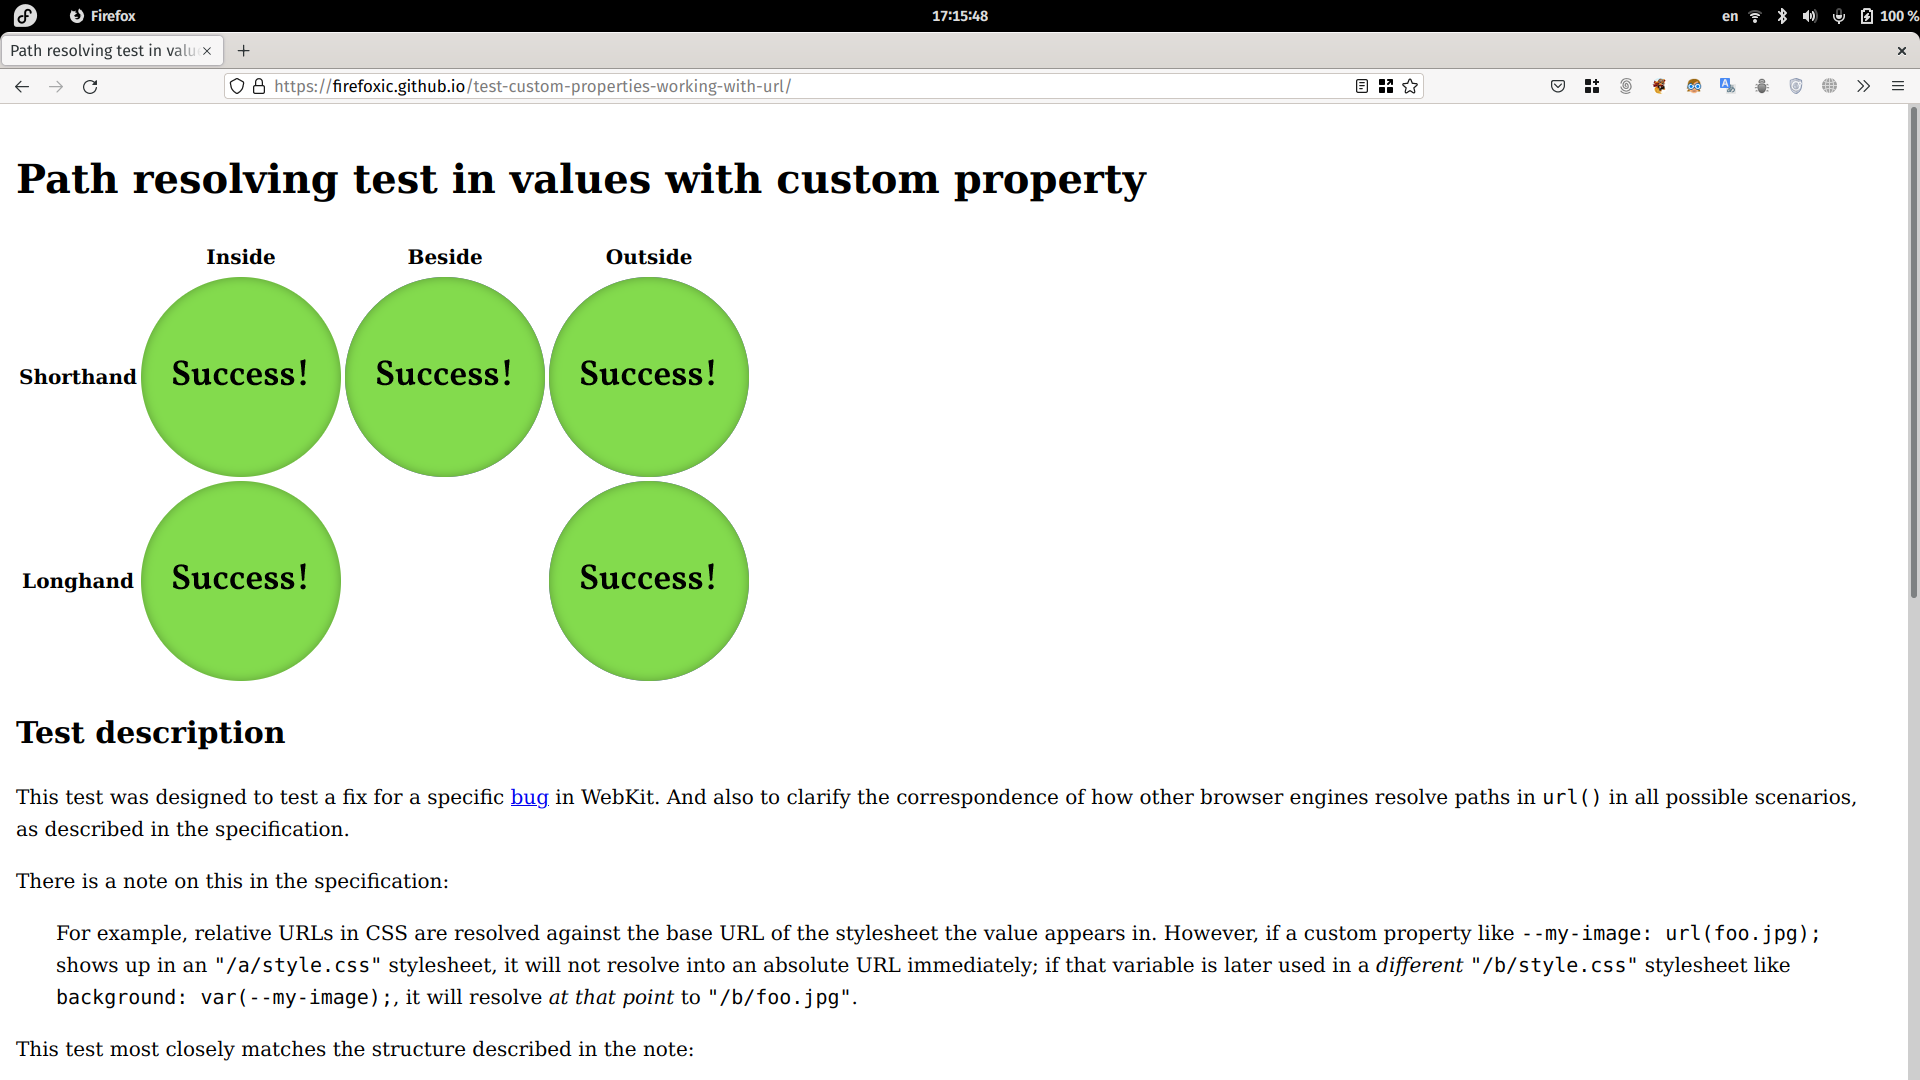 Firefox
17:15:48
en
100 %
Path resolving test in valu
https://firefoxic.github.io/test-custom-properties-working-with-url/
Path resolving test in values with custom property
Inside Beside Outside
Shorthand Success! Success! Success!
Longhand Success! Success!
Test description
This test was designed to test a fix for a specific bug in WebKit. And also to clarify the correspondence of how other browser engines resolve paths in url() in all possible scenarios,
as described in the specification.
There is a note on this in the specification:
For example, relative URLs in CSS are resolved against the base URL of the stylesheet the value appears in. However, if a custom property like --my-image: url(foo.jpg);
shows up in an "/a/style.css" stylesheet, it will not resolve into an absolute URL immediately; if that variable is later used in a different "/b/style.css" stylesheet like
background: var(--my-image);, it will resolve at that point to "/b/foo.jpg".
This test most closely matches the structure described in the note: